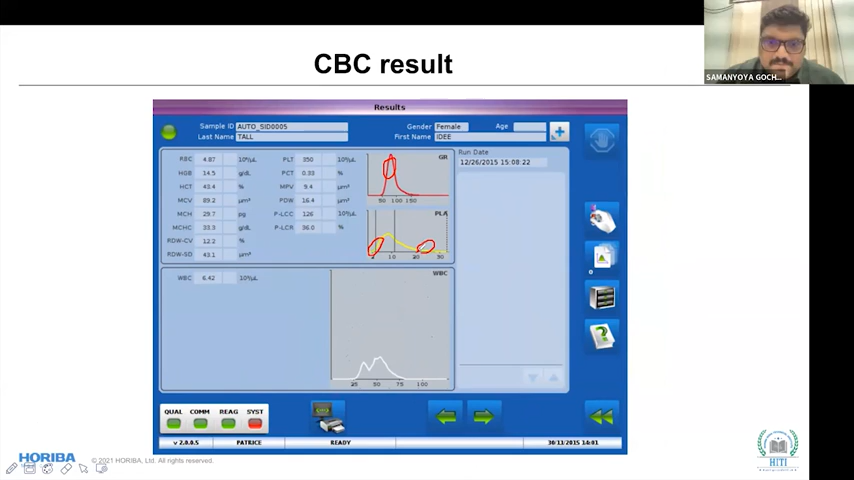 SAMANYOYA GOCH...
CBC result
Results
Sample ID AUTO_SID0005 Gender Female Age
Last Name TALL First Name IDEE
RBC 4.87 10⁶/µL PLT 350 10³/µL GR Run Date
HGB 14.5 g/dL PCT 0.33 % 12/26/2015 15:08:22
HCT 43.4 % MPV 9.4 µm³
MCV 89.2 µm³ PDW 16.4
MCH 29.7 pg P-LCC 126 10³/µL
MCHC 33.3 g/dL P-LCR 36.0 %
RDW-CV 12.2 %
RDW-SD 43.1 µm³
50 100 150
PLA
2 10 20 30
WBC 6.42 10³/µL WBC
0
25 50 75 100
QUAL COMM REAG SYST
v 2.0.0.5 PATRICE READY 30/11/2015 14:01
HORIBA © 2021 HORIBA, Ltd. All rights reserved.
HITI